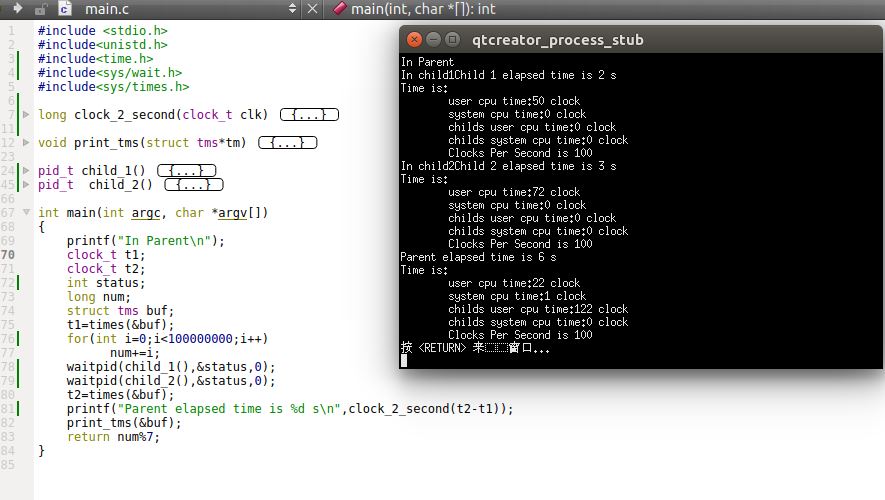 main.c
main(int, char *[]): int
1 #include <stdio.h>
2 #include<unistd.h>
3 #include<time.h>
4 #include<sys/wait.h>
5 #include<sys/times.h>
6
7 long clock_2_second(clock_t clk) {...}
11
12 void print_tms(struct tms*tm) {...}
23
24 pid_t child_1() {...}
45 pid_t  child_2() {...}
66
67 int main(int argc, char *argv[])
68 {
69     printf("In Parent\n");
70     clock_t t1;
71     clock_t t2;
72     int status;
73     long num;
74     struct tms buf;
75     t1=times(&buf);
76     for(int i=0;i<100000000;i++)
77           num+=i;
78     waitpid(child_1(),&status,0);
79     waitpid(child_2(),&status,0);
80     t2=times(&buf);
81     printf("Parent elapsed time is %d s\n",clock_2_second(t2-t1));
82     print_tms(&buf);
83     return num%7;
84 }
85
qtcreator_process_stub
In Parent
In child1Child 1 elapsed time is 2 s
Time is:
user cpu time:50 clock
system cpu time:0 clock
childs user cpu time:0 clock
childs system cpu time:0 clock
Clocks Per Second is 100
In child2Child 2 elapsed time is 3 s
Time is:
user cpu time:72 clock
system cpu time:0 clock
childs user cpu time:0 clock
childs system cpu time:0 clock
Clocks Per Second is 100
Parent elapsed time is 6 s
Time is:
user cpu time:22 clock
system cpu time:1 clock
childs user cpu time:122 clock
childs system cpu time:0 clock
Clocks Per Second is 100
按 <RETURN> 来窗口...